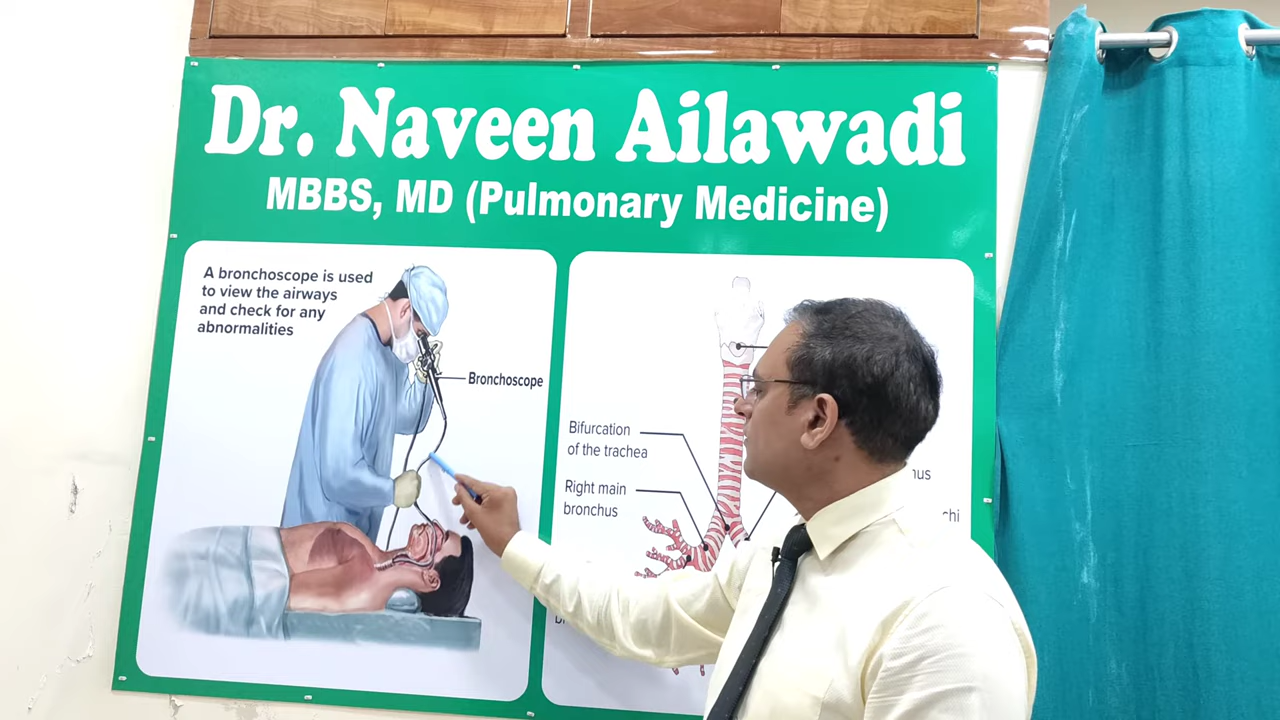 Dr. Naveen Ailawadi
MBBS, MD (Pulmonary Medicine)
A bronchoscope is used
to view the airways
and check for any
abnormalities
Bronchoscope
Bifurcation
of the trachea
Right main
bronchus